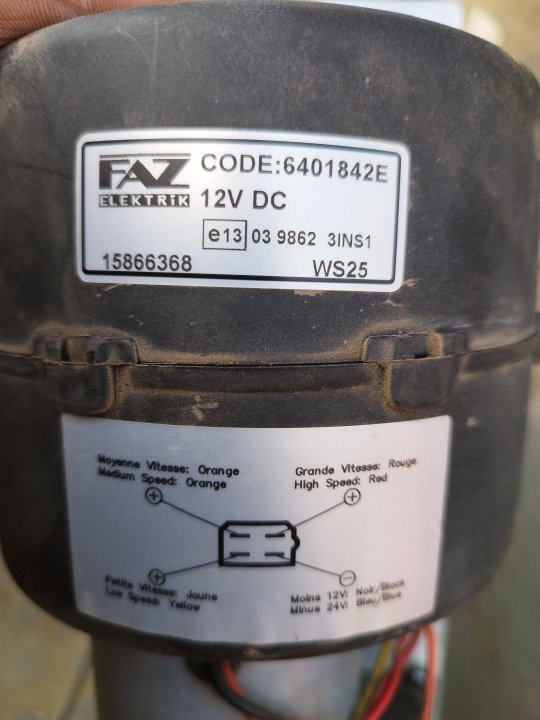 FAZ
ELEKTRİK
CODE:6401842E
12V DC
e13 03 9862 3INS1
15866368 WS25
Moyenne Vitesse: Orange
Medium Speed: Orange
Grande Vitesse: Rouge
High Speed: Red
Petite Vitesse: Jaune
Low Speed: Yellow
Moins 12V: Noir/Black
Minus 24V: Bleu/Blue